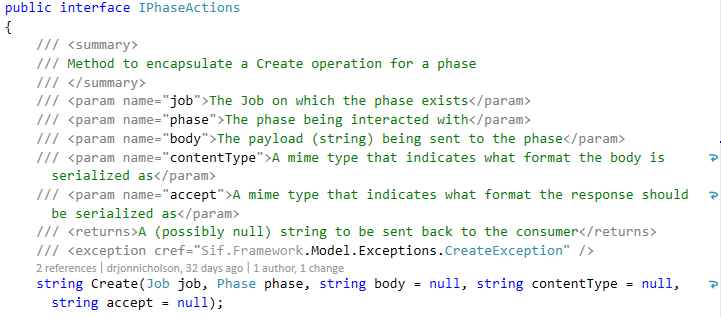 public interface IPhaseActions
{
/// <summary>
/// Method to encapsulate a Create operation for a phase
/// </summary>
/// <param name="job">The Job on which the phase exists</param>
/// <param name="phase">The phase being interacted with</param>
/// <param name="body">The payload (string) being sent to the phase</param>
/// <param name="contentType">A mime type that indicates what format the body is
serialized as</param>
/// <param name="accept">A mime type that indicates what format the response should
be serialized as</param>
/// <returns>A (possibly null) string to be sent back to the consumer</returns>
/// <exception cref="Sif.Framework.Model.Exceptions.CreateException" />
2 references | drjonnicholson, 32 days ago | 1 author, 1 change
string Create(Job job, Phase phase, string body = null, string contentType = null,
string accept = null);